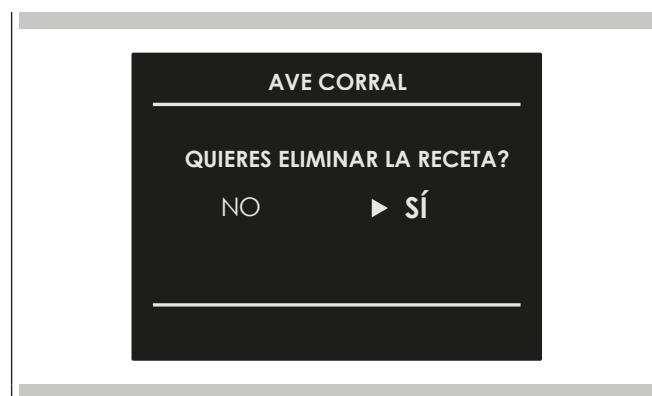 AVE CORRAL
QUIERES ELIMINAR LA RECETA?
NO ▶ SÍ